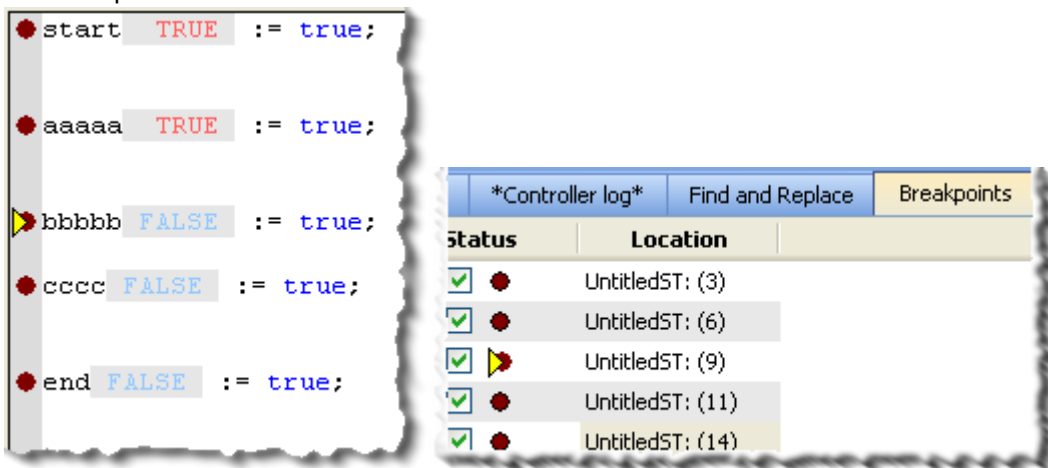 start TRUE := true;
aaaaa TRUE := true;
bbbbb FALSE := true;
cccc FALSE := true;
end FALSE := true;
*Controller log* Find and Replace Breakpoints
Status Location
UntitledST: (3)
UntitledST: (6)
UntitledST: (9)
UntitledST: (11)
UntitledST: (14)